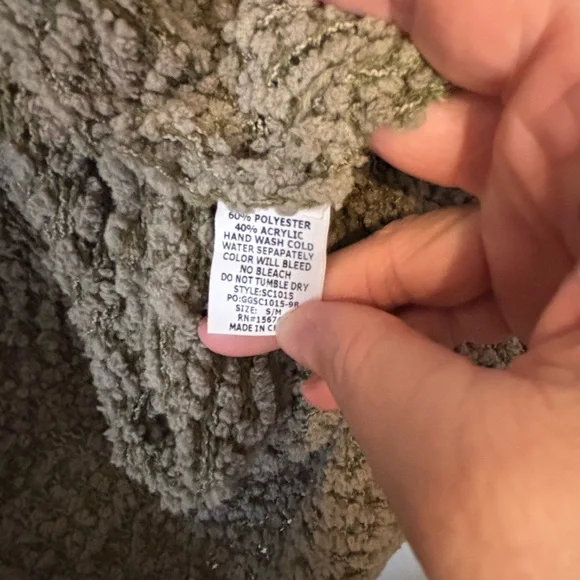 60% POLYESTER
40% ACRYLIC
HAND WASH COLD
WATER SEPAPATELY
COLOR WILL BLEED
NO BLEACH
DO NOT TUMBLE DRY
STYLE:SC1015
PO:GGSC1015-9B
SIZE: S/M
MADE IN